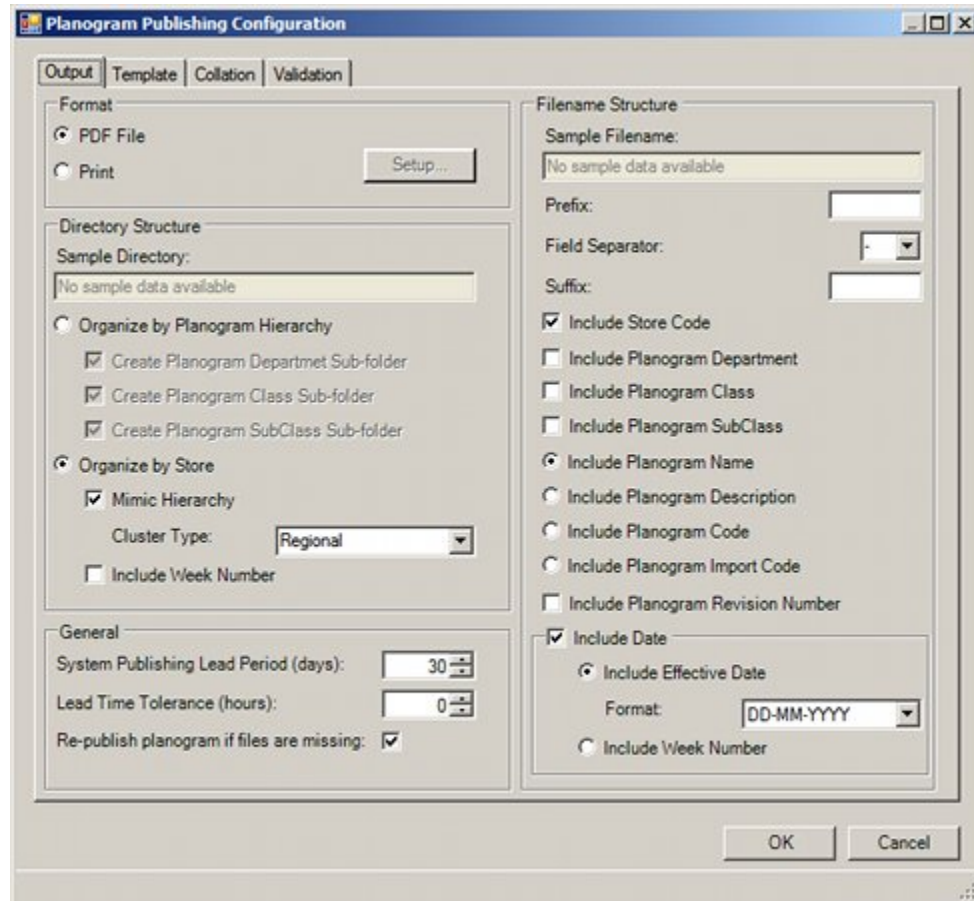 Planogram Publishing Configuration
Output
Template
Collation
Validation
Format
PDF File
Print
Setup...
Directory Structure
Sample Directory:
No sample data available
Organize by Planogram Hierarchy
Create Planogram Departmet Sub-folder
Create Planogram Class Sub-folder
Create Planogram SubClass Sub-folder
Organize by Store
Mimic Hierarchy
Cluster Type: Regional
Include Week Number
General
System Publishing Lead Period (days): 30
Lead Time Tolerance (hours): 0
Re-publish planogram if files are missing:
Filename Structure
Sample Filename:
No sample data available
Prefix:
Field Separator: -
Suffix:
Include Store Code
Include Planogram Department
Include Planogram Class
Include Planogram SubClass
Include Planogram Name
Include Planogram Description
Include Planogram Code
Include Planogram Import Code
Include Planogram Revision Number
Include Date
Include Effective Date
Format: DD-MM-YYYY
Include Week Number
OK
Cancel